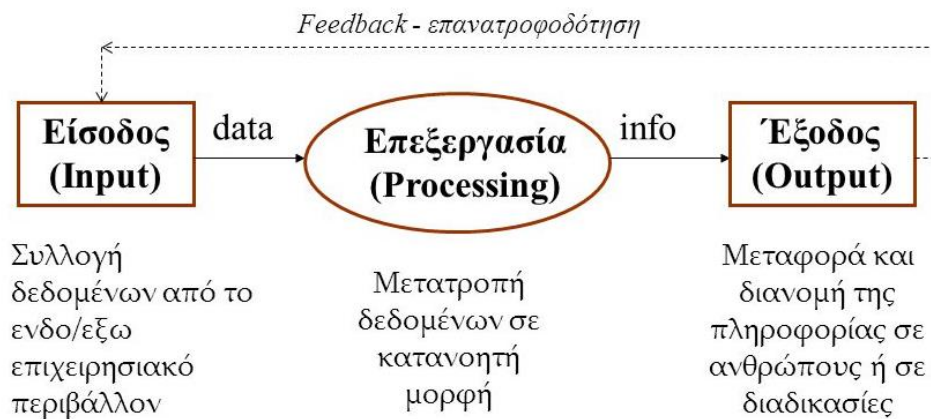 Feedback - επανατροφοδότηση
Είσοδος
(Input)
data
Επεξεργασία
(Processing)
info
Έξοδος
(Output)
Συλλογή
δεδομένων από το
ενδο/εξω
επιχειρησιακό
περιβάλλον
Μετατροπή
δεδομένων σε
κατανοητή
μορφή
Μεταφορά και
διανομή της
πληροφορίας σε
ανθρώπους ή σε
διαδικασίες